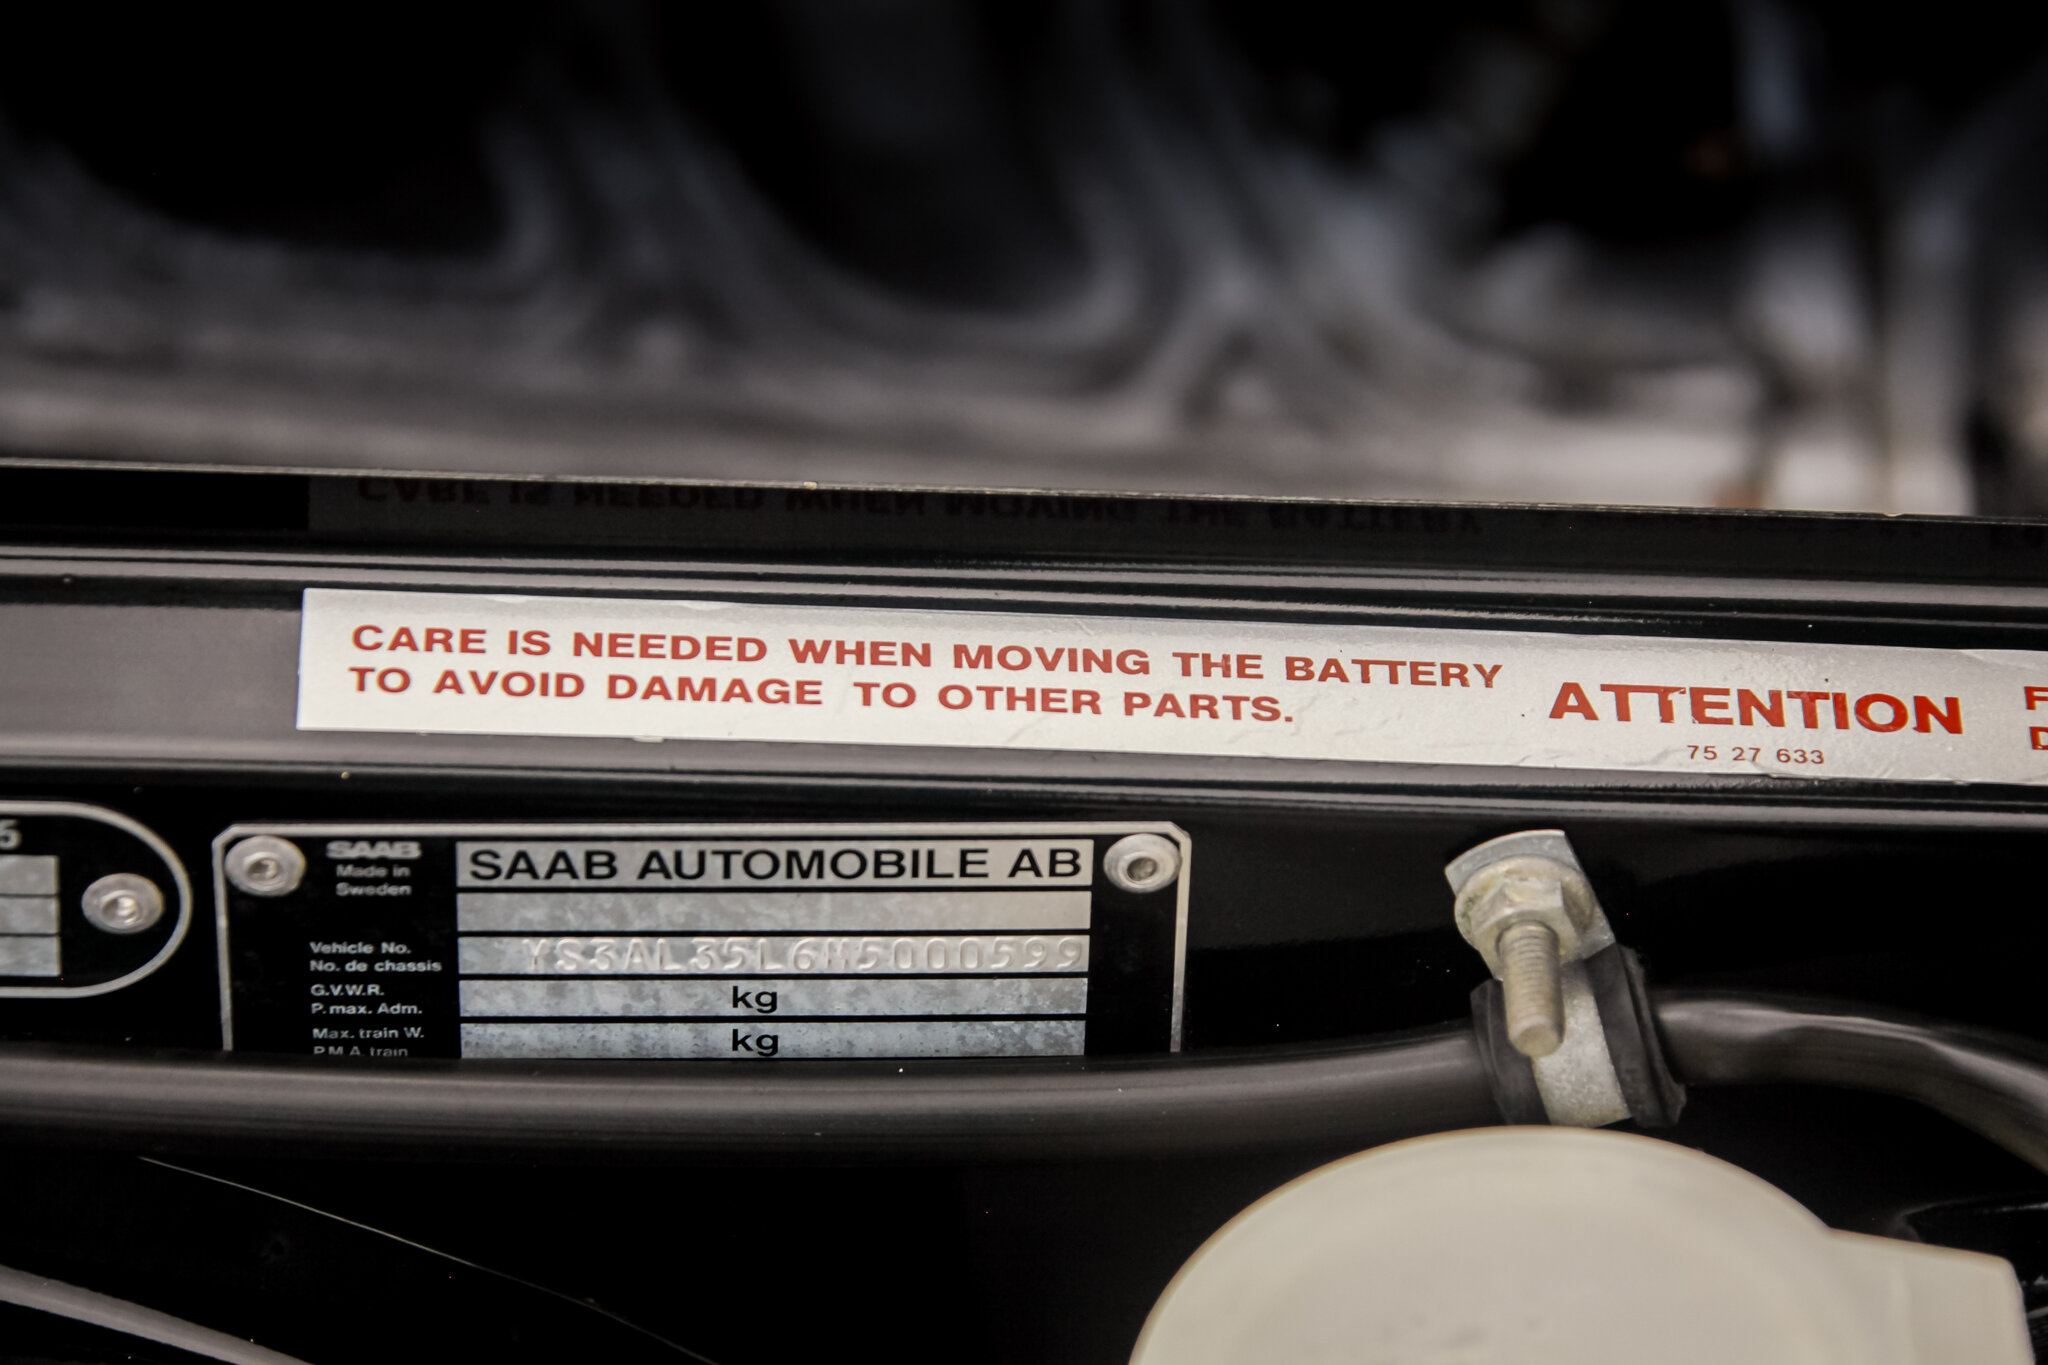 CARE IS NEEDED WHEN MOVING THE BATTERY
TO AVOID DAMAGE TO OTHER PARTS.
ATTENTION
75 27 633
F
D
5
SAAB
Made in
Sweden
SAAB AUTOMOBILE AB
Vehicle No.
No. de chassis
YS3AL35L6M5000599
G.V.W.R.
P. max. Adm.
kg
Max. train W.
P.M.A. train
kg